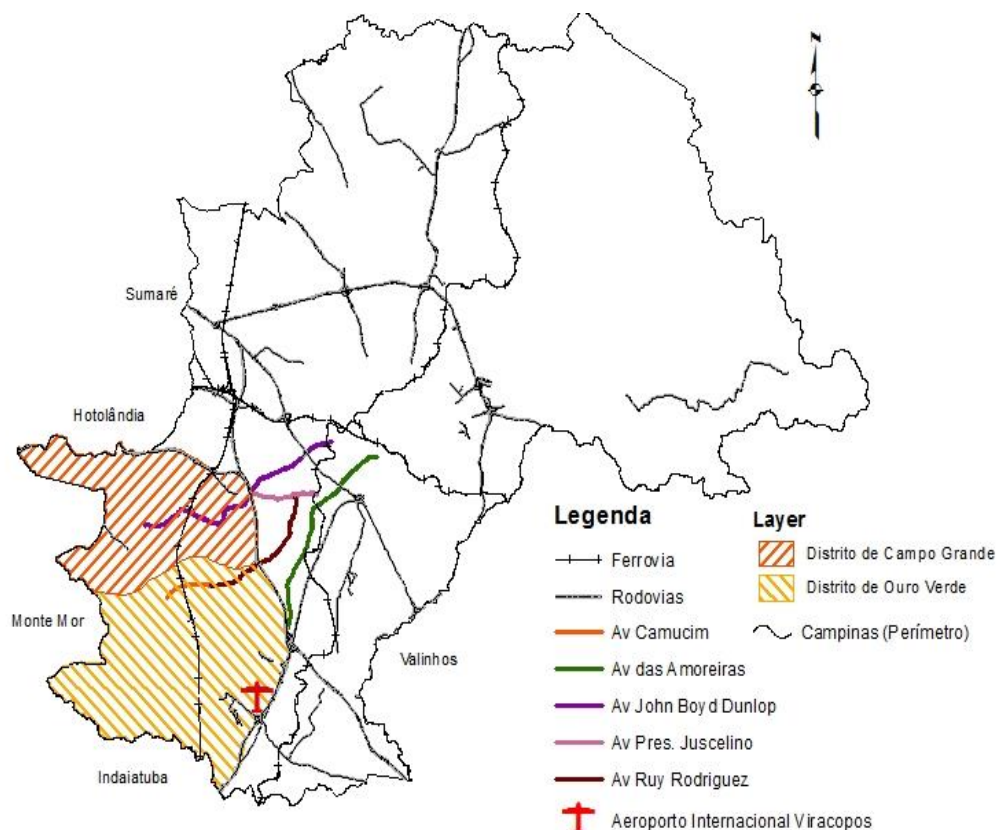 N
Sumaré
Hotolândia
Monte Mor
Valinhos
Indaiatuba
Legenda
Ferrovia
Rodovias
Av Camucim
Av das Amoreiras
Av John Boyd Dunlop
Av Pres. Juscelino
Av Ruy Rodriguez
Aeroporto Internacional Viracopos
Layer
Distrito de Campo Grande
Distrito de Ouro Verde
Campinas (Perímetro)